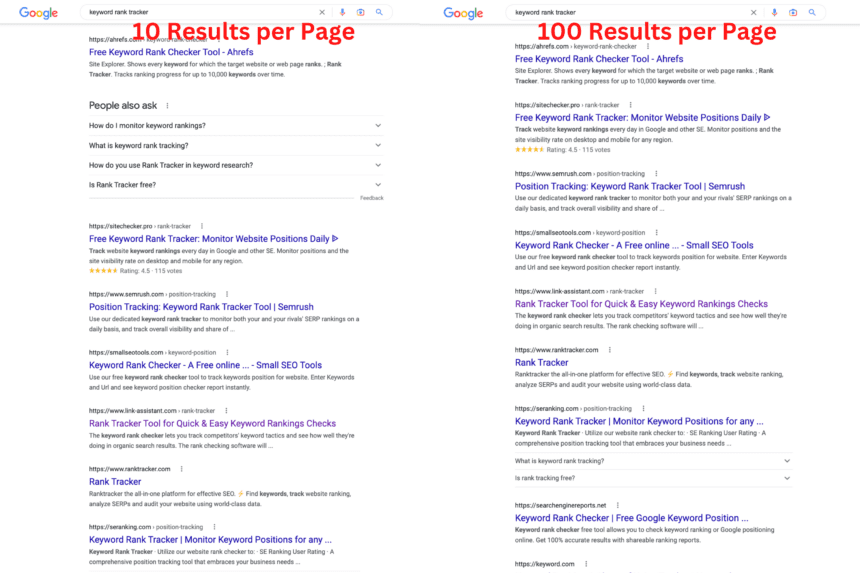 Google
keyword rank tracker
10 Results per Page
https://ahrefs.com › keyword-rank-checker
Free Keyword Rank Checker Tool - Ahrefs
Site Explorer. Shows every keyword for which the target website or web page ranks. ; Rank
Tracker. Tracks ranking progress for up to 10,000 keywords over time.
People also ask
How do I monitor keyword rankings?
What is keyword rank tracking?
How do you use Rank Tracker in keyword research?
Is Rank Tracker free?
Feedback
https://sitechecker.pro › rank-tracker
Free Keyword Rank Tracker: Monitor Website Positions Daily ᐈ
Track website keyword rankings every day in Google and other SE. Monitor positions and the
site visibility rate on desktop and mobile for any region.
★★★★★ Rating: 4.5 · 115 votes
https://www.semrush.com › position-tracking
Position Tracking: Keyword Rank Tracker Tool | Semrush
Use our dedicated keyword rank tracker to monitor both your and your rivals' SERP rankings on a
daily basis, and track overall visibility and share of ...
https://smallseotools.com › keyword-position
Keyword Rank Checker - A Free online ... - Small SEO Tools
Use our free keyword rank checker tool to track keywords position for website. Enter Keywords
and Url and see keyword position checker report instantly.
https://www.link-assistant.com › rank-tracker
Rank Tracker Tool for Quick & Easy Keyword Rankings Checks
The keyword rank checker lets you track competitors' keyword tactics and see how well they're
doing in organic search results. The rank checking software will ...
https://www.ranktracker.com
Rank Tracker
Ranktracker the all-in-one platform for effective SEO. ⚡ Find keywords, track website ranking,
analyze SERPs and audit your website using world-class data.
https://seranking.com › position-tracking
Keyword Rank Tracker | Monitor Keyword Positions for any ...
Keyword Rank Tracker · Utilize our website rank checker to: · SE Ranking User Rating · A
comprehensive position tracking tool that embraces your business needs ...
Google
keyword rank tracker
100 Results per Page
https://ahrefs.com › keyword-rank-checker
Free Keyword Rank Checker Tool - Ahrefs
Site Explorer. Shows every keyword for which the target website or web page ranks. ; Rank
Tracker. Tracks ranking progress for up to 10,000 keywords over time.
https://sitechecker.pro › rank-tracker
Free Keyword Rank Tracker: Monitor Website Positions Daily ᐈ
Track website keyword rankings every day in Google and other SE. Monitor positions and the
site visibility rate on desktop and mobile for any region.
★★★★★ Rating: 4.5 · 115 votes
https://www.semrush.com › position-tracking
Position Tracking: Keyword Rank Tracker Tool | Semrush
Use our dedicated keyword rank tracker to monitor both your and your rivals' SERP rankings on a
daily basis, and track overall visibility and share of ...
https://smallseotools.com › keyword-position
Keyword Rank Checker - A Free online ... - Small SEO Tools
Use our free keyword rank checker tool to track keywords position for website. Enter Keywords
and Url and see keyword position checker report instantly.
https://www.link-assistant.com › rank-tracker
Rank Tracker Tool for Quick & Easy Keyword Rankings Checks
The keyword rank checker lets you track competitors' keyword tactics and see how well they're
doing in organic search results. The rank checking software will ...
https://www.ranktracker.com
Rank Tracker
Ranktracker the all-in-one platform for effective SEO. ⚡ Find keywords, track website ranking,
analyze SERPs and audit your website using world-class data.
https://seranking.com › position-tracking
Keyword Rank Tracker | Monitor Keyword Positions for any ...
Keyword Rank Tracker · Utilize our website rank checker to: · SE Ranking User Rating · A
comprehensive position tracking tool that embraces your business needs ...
What is keyword rank tracking?
Is rank tracking free?
https://searchenginereports.net
Keyword Rank Checker | Free Google Keyword Position ...
Keyword rank checker free tool allows you to check keyword ranking or Google positioning
online. Get 100% accurate results with shareable ranking reports.
https://keyword.com